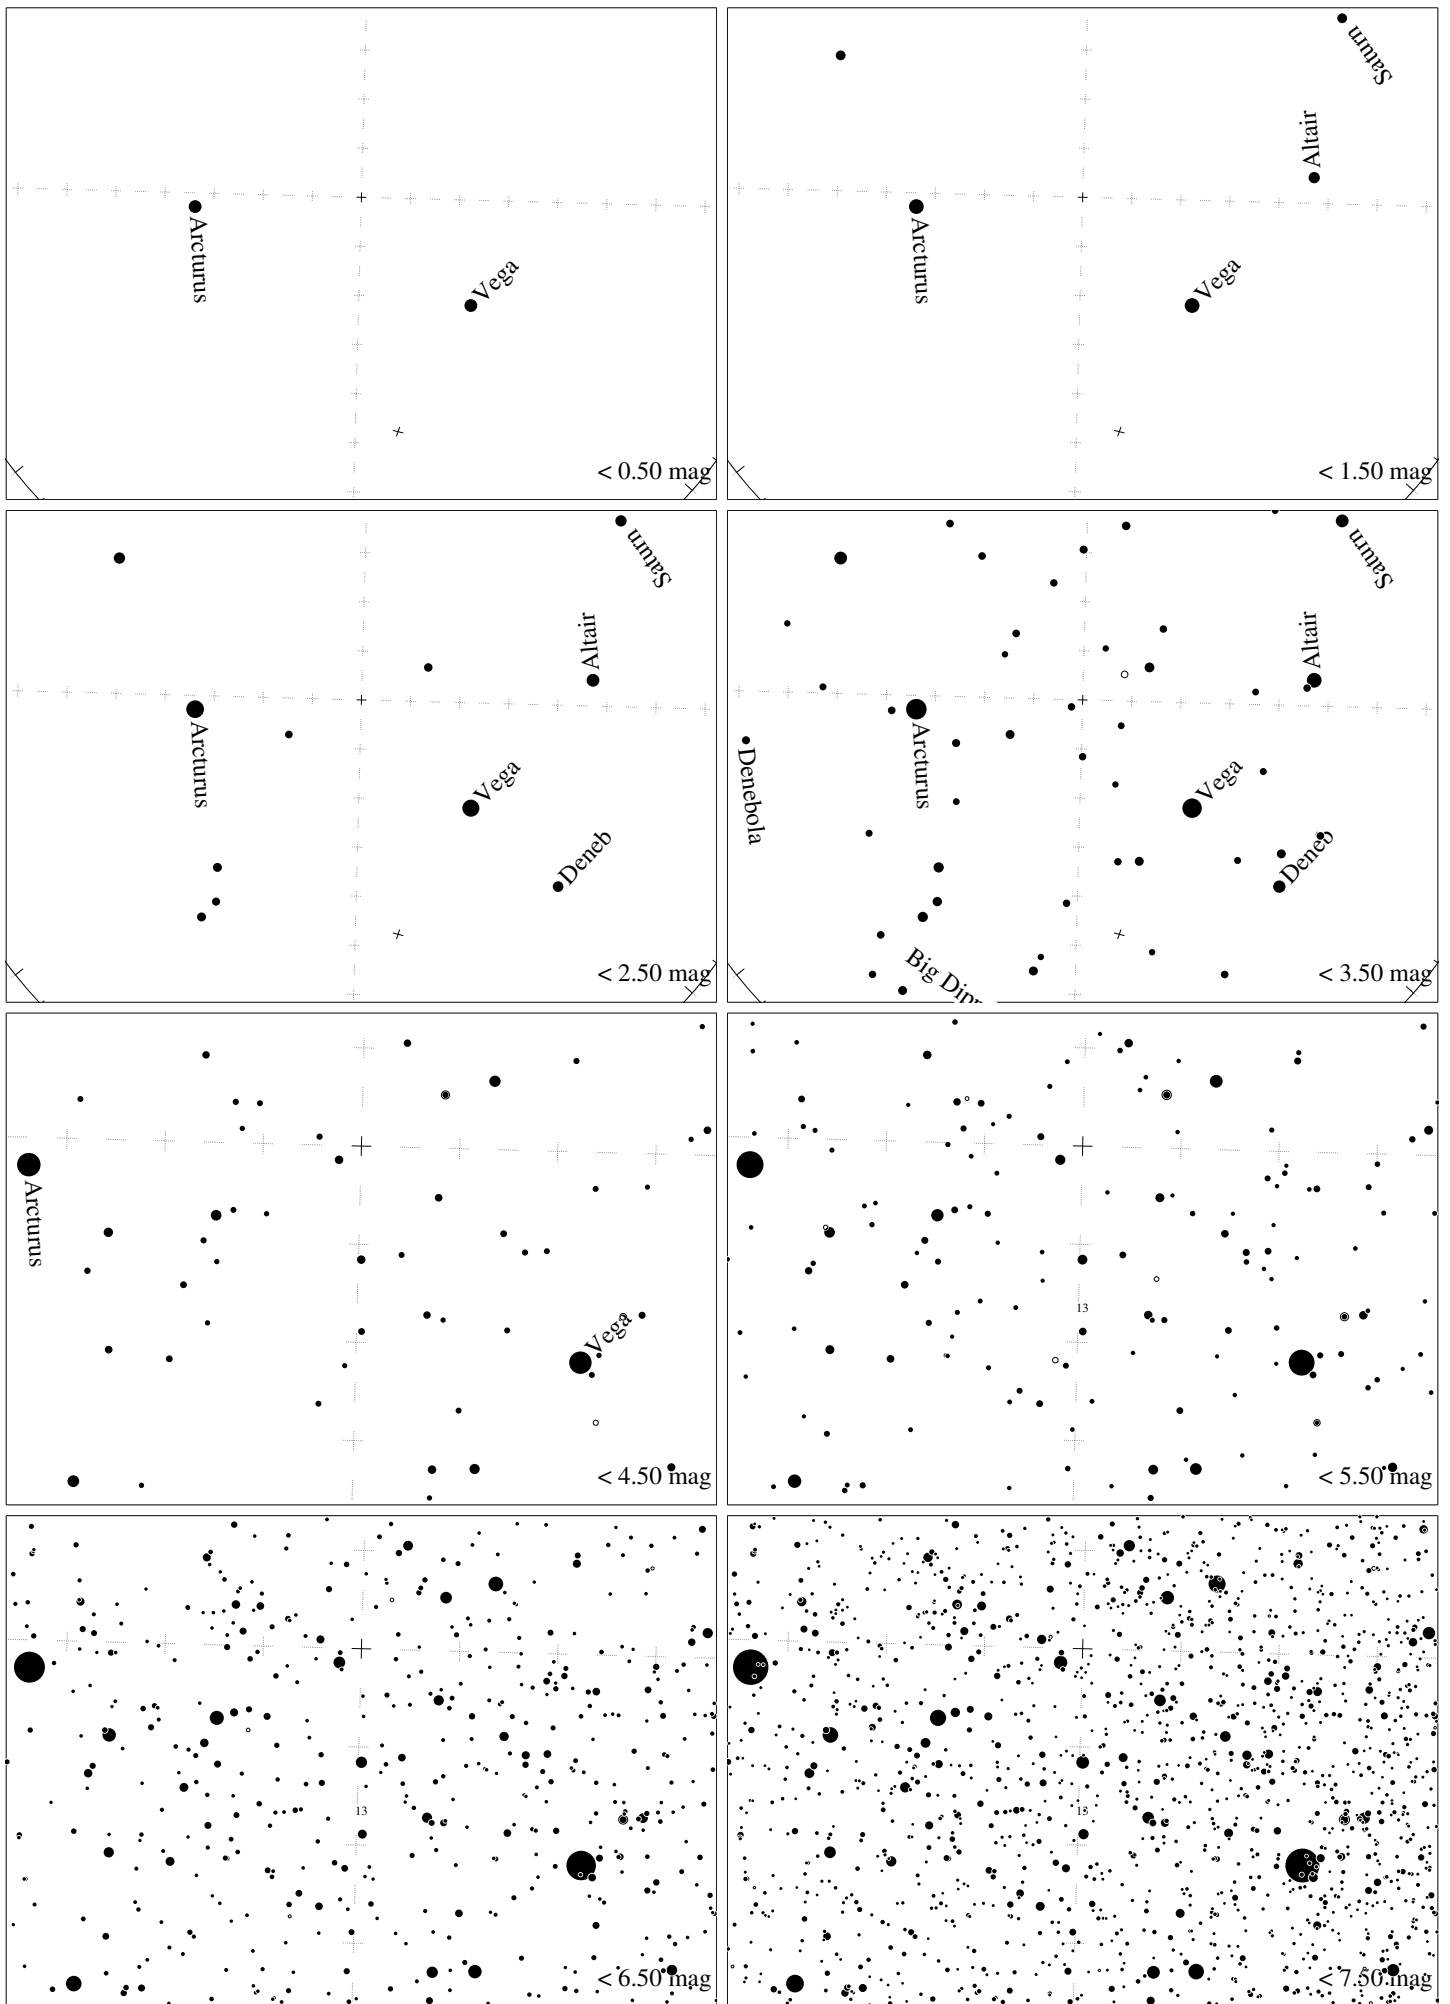 Arcturus
Vega
< 0.50 mag
Saturn
Altair
Arcturus
Vega
< 1.50 mag
Saturn
Altair
Arcturus
Vega
Deneb
< 2.50 mag
Saturn
Altair
Arcturus
Denebola
Vega
Deneb
Big Dipp
< 3.50 mag
Arcturus
Vega
< 4.50 mag
13
< 5.50 mag
13
< 6.50 mag
13
< 7.50 mag